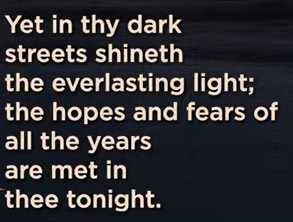 Yet in thy dark
streets shineth
the everlasting light;
the hopes and fears of
all the years
are met in
thee tonight.